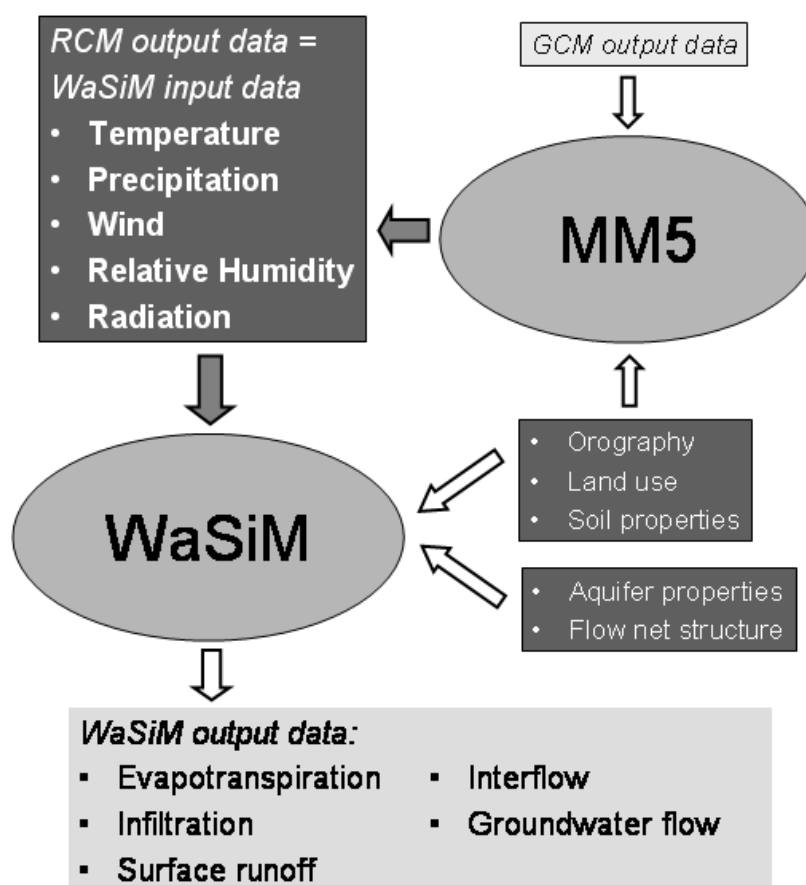 RCM output data =
WaSiM input data
• Temperature
• Precipitation
• Wind
• Relative Humidity
• Radiation
GCM output data
MM5
• Orography
• Land use
• Soil properties
WaSiM
• Aquifer properties
• Flow net structure
WaSiM output data:
▪ Evapotranspiration
▪ Infiltration
▪ Surface runoff
▪ Interflow
▪ Groundwater flow